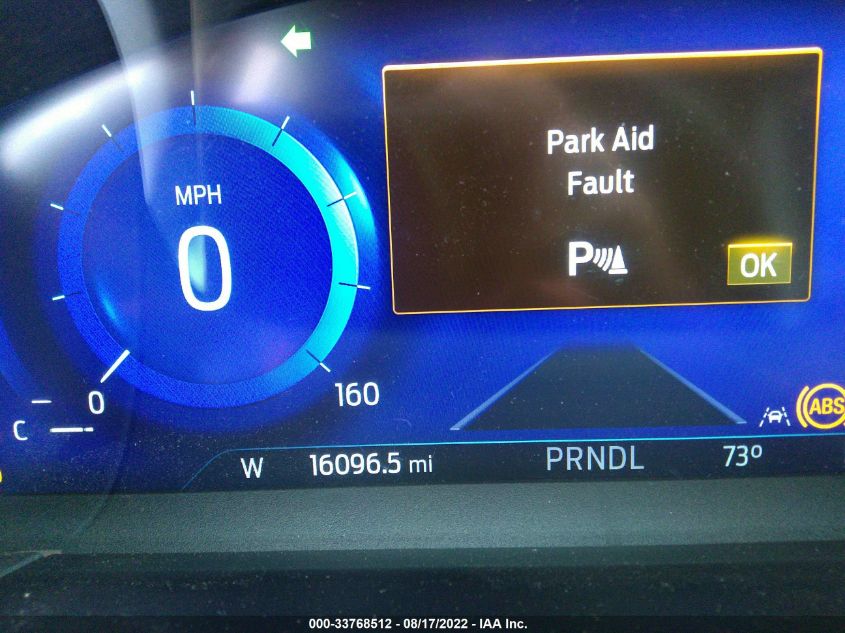 Park Aid
Fault
P
OK
MPH
0
0
160
C
ABS
W 16096.5 mi PRNDL 73º
000-33768512 - 08/17/2022 - IAA Inc.